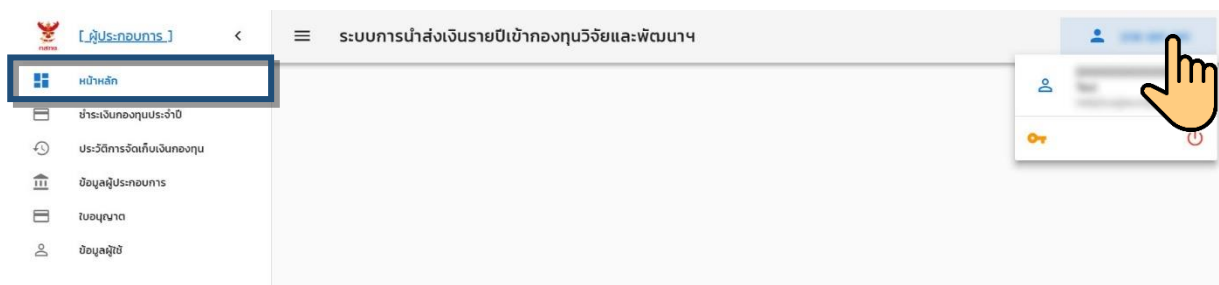 [ ผู้ประกอบการ ]
ระบบการนำส่งเงินรายปีเข้ากองทุนวิจัยและพัฒนาฯ
หน้าหลัก
ชำระเงินกองทุนประจำปี
ประวัติการจัดเก็บเงินกองทุน
ข้อมูลผู้ประกอบการ
ใบอนุญาต
ข้อมูลผู้ใช้